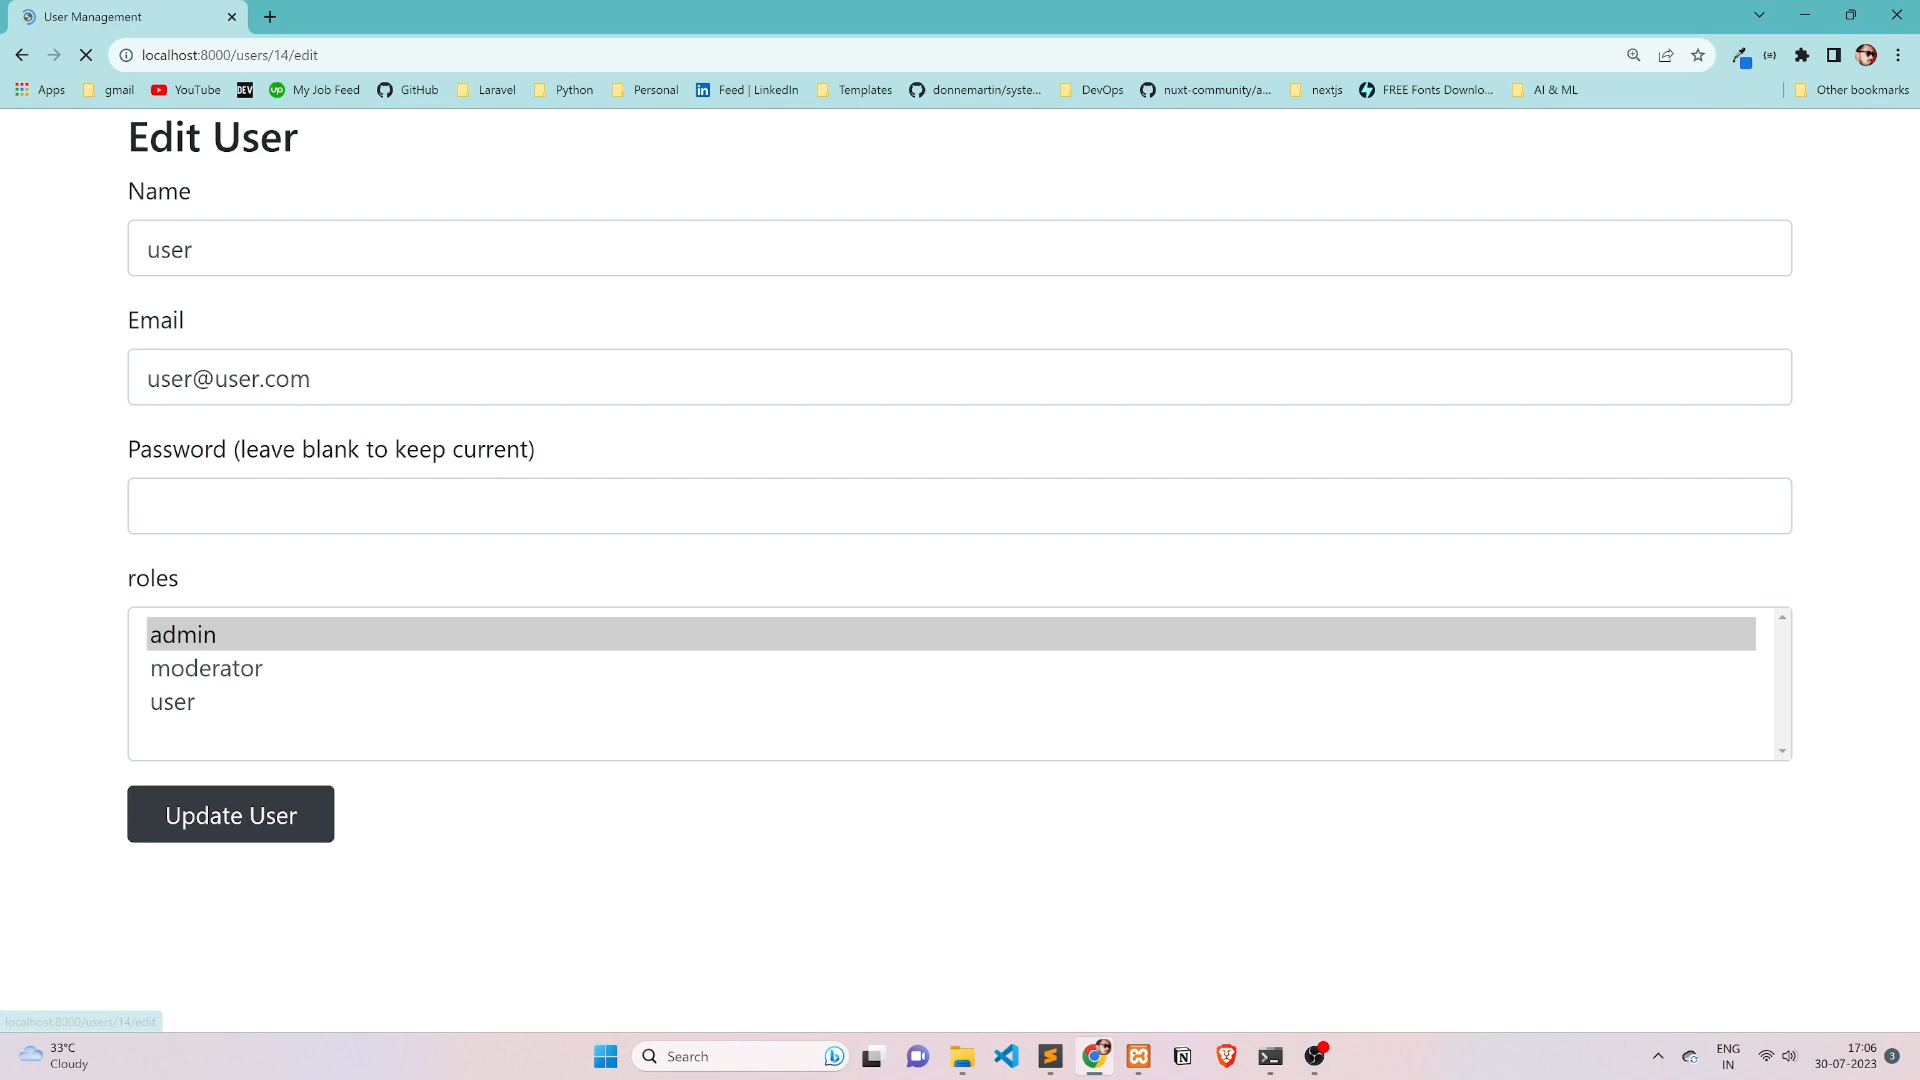 User Management
localhost:8000/users/14/edit
Apps gmail YouTube DEV My Job Feed GitHub Laravel Python Personal Feed | LinkedIn Templates donnemartin/syste... DevOps nuxt-community/a... nextjs FREE Fonts Downlo... AI & ML Other bookmarks
Edit User
Name
user
Email
user@user.com
Password (leave blank to keep current)
roles
admin
moderator
user
Update User
localhost:8000/users/14/edit
33°C
Cloudy
Search
ENG
IN
17:06
30-07-2023
3